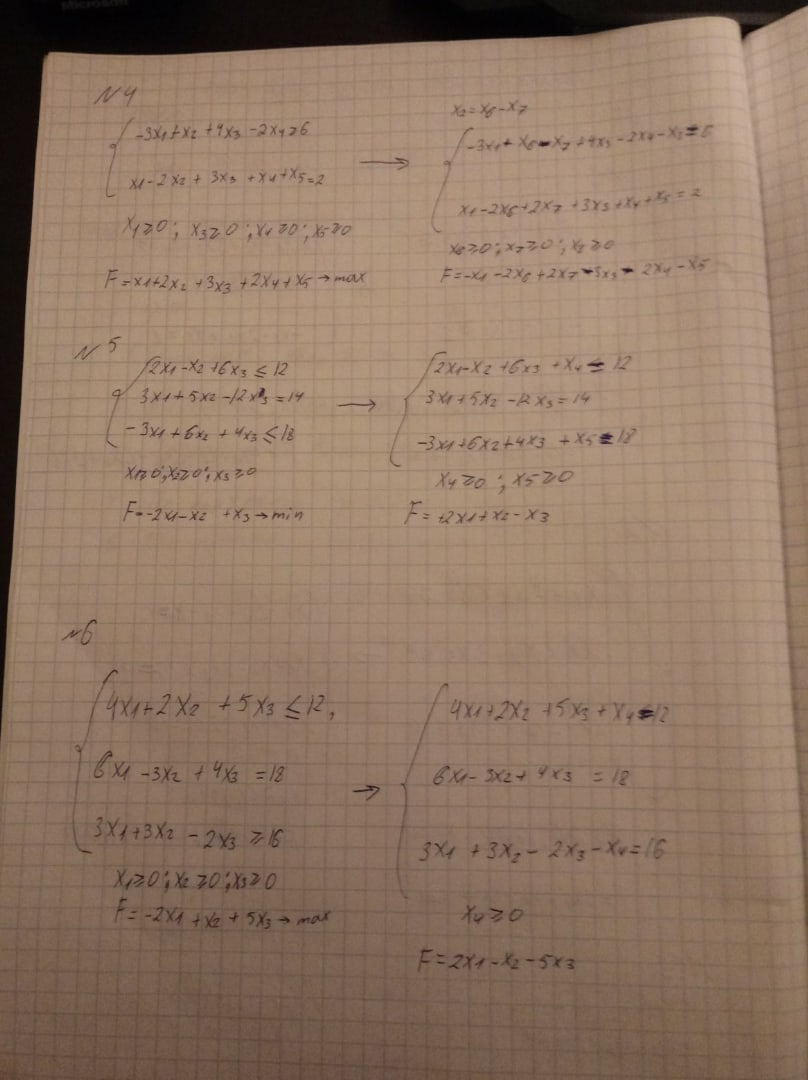 Microsoft
N4
-3x1+x2+4x3-2x4≥6
x1-2x2+3x3+x4+x5=2
x1≥0; x3≥0; x4≥0; x5≥0
F=x1+2x2+3x3+2x4+x5→max
→
x2=x6-x7
-3x1+x6-x7+4x3-2x4-x8=6
x1-2x6+2x7+3x3+x4+x5=2
x6≥0; x7≥0; x8≥0
F=-x1-2x6+2x7-3x3-2x4-x5
N5
2x1-x2+6x3≤12
3x1+5x2-12x3=14
-3x1+6x2+4x3≤18
x1≥0; x2≥0; x3≥0
F=-2x1-x2+x3→min
→
2x1-x2+6x3+x4=12
3x1+5x2-12x3=14
-3x1+6x2+4x3+x5=18
x4≥0; x5≥0
F=+2x1+x2-x3
N6
4x1+2x2+5x3≤12,
6x1-3x2+4x3=18
3x1+3x2-2x3≥16
x1≥0; x2≥0; x3≥0
F=-2x1+x2+5x3→max
→
4x1+2x2+5x3+x4=12
6x1-3x2+4x3=18
3x1+3x2-2x3-x4=16
x4≥0
F=2x1-x2-5x3